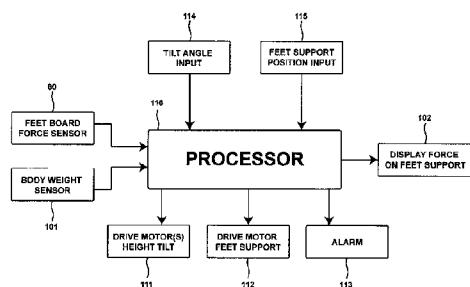 114
115
TILT ANGLE
INPUT
FEET SUPPORT
POSITION INPUT
80
116
102
FEET BOARD
FORCE SENSOR
PROCESSOR
DISPLAY FORCE
ON FEET SUPPORT
BODY WEIGHT
SENSOR
101
DRIVE MOTOR(S)
HEIGHT TILT
DRIVE MOTOR
FEET SUPPORT
ALARM
111
112
113